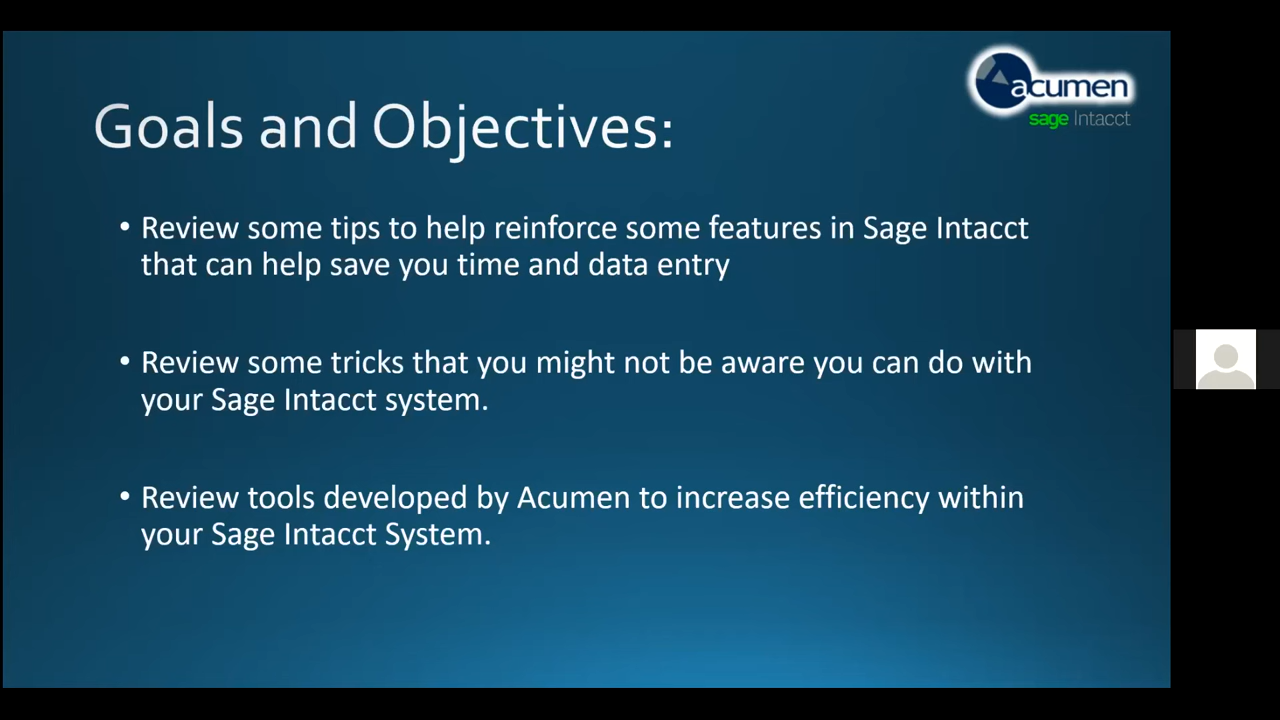 acumen
sage Intacct
Goals and Objectives:
• Review some tips to help reinforce some features in Sage Intacct
that can help save you time and data entry
• Review some tricks that you might not be aware you can do with
your Sage Intacct system.
• Review tools developed by Acumen to increase efficiency within
your Sage Intacct System.